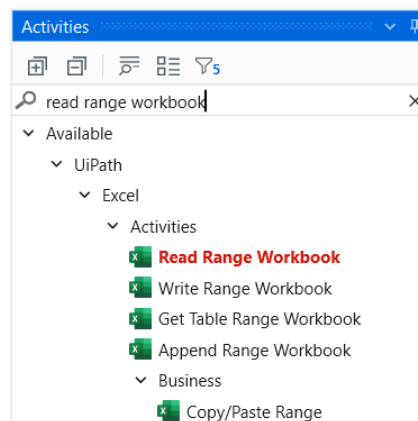 Activities
5
read range workbook
Available
UiPath
Excel
Activities
Read Range Workbook
Write Range Workbook
Get Table Range Workbook
Append Range Workbook
Business
Copy/Paste Range